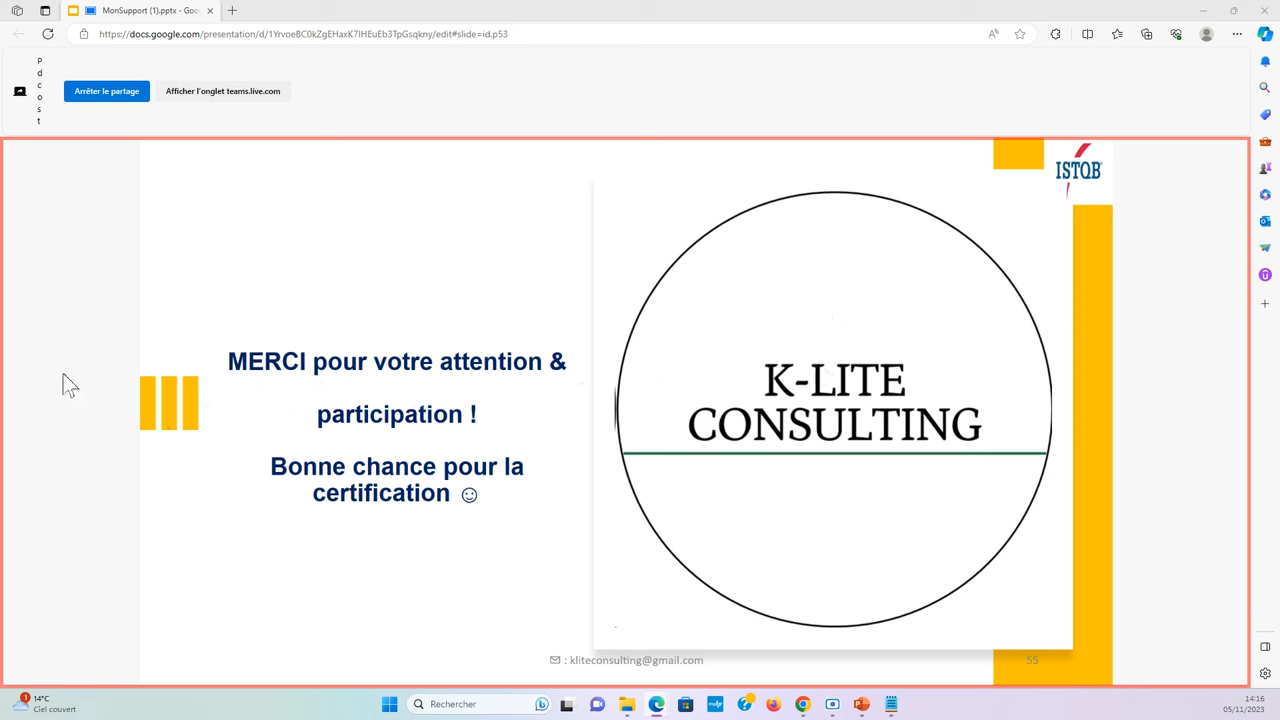 MonSupport (1).pptx - Goo
https://docs.google.com/presentation/d/1YrvoeBC0kZgEHaxK7IHEuEb3TpGsqkny/edit#slide=id.p53
P
d
c
o
s
t
Arrêter le partage
Afficher l'onglet teams.live.com
ISTQB
MERCI pour votre attention &
participation !
Bonne chance pour la
certification ☺
K-LITE
CONSULTING
: kliteconsulting@gmail.com
55
1
14°C
Ciel couvert
Rechercher
14:16
05/11/2023